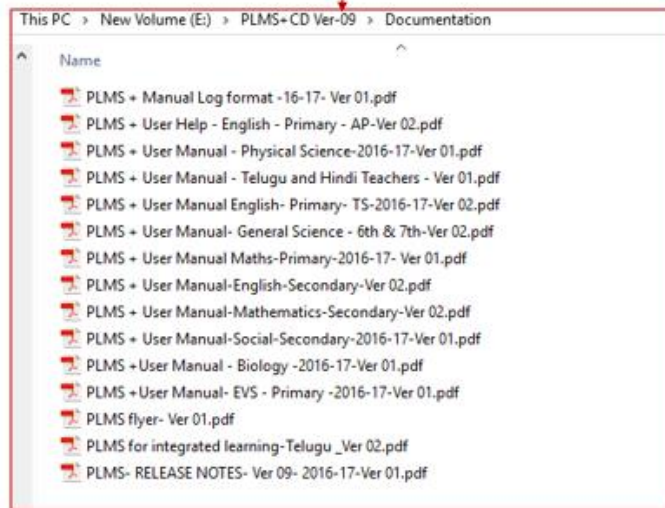 This PC > New Volume (E:) > PLMS+CD Ver-09 > Documentation
Name
PLMS + Manual Log format -16-17- Ver 01.pdf
PLMS + User Help - English - Primary - AP-Ver 02.pdf
PLMS + User Manual - Physical Science-2016-17-Ver 01.pdf
PLMS + User Manual - Telugu and Hindi Teachers - Ver 01.pdf
PLMS + User Manual English- Primary- TS-2016-17-Ver 02.pdf
PLMS + User Manual- General Science - 6th & 7th-Ver 02.pdf
PLMS + User Manual Maths-Primary-2016-17- Ver 01.pdf
PLMS + User Manual-English-Secondary-Ver 02.pdf
PLMS + User Manual-Mathematics-Secondary-Ver 02.pdf
PLMS + User Manual-Social-Secondary-2016-17-Ver 01.pdf
PLMS +User Manual - Biology -2016-17-Ver 01.pdf
PLMS +User Manual- EVS - Primary -2016-17-Ver 01.pdf
PLMS flyer- Ver 01.pdf
PLMS for integrated learning-Telugu _Ver 02.pdf
PLMS- RELEASE NOTES- Ver 09- 2016-17-Ver 01.pdf